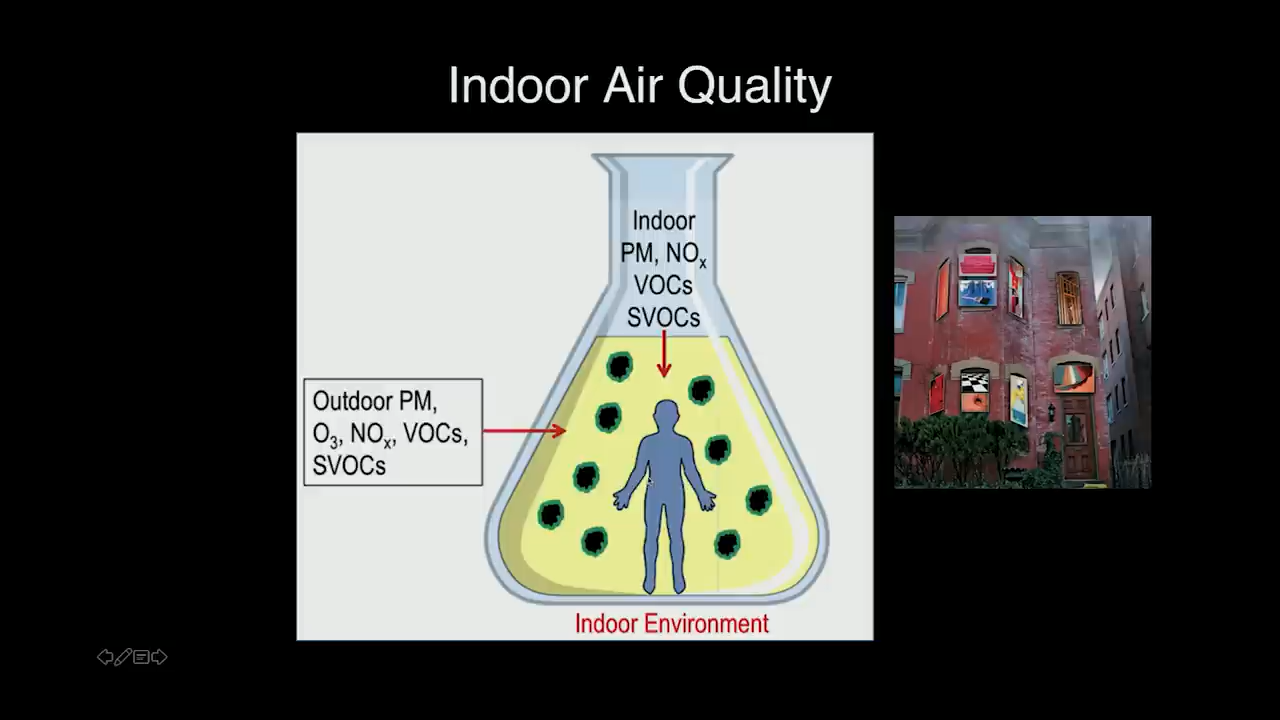 Indoor Air Quality
Indoor
PM, NOₓ
VOCs
SVOCs
Outdoor PM,
O₃, NOₓ, VOCs,
SVOCs
Indoor Environment